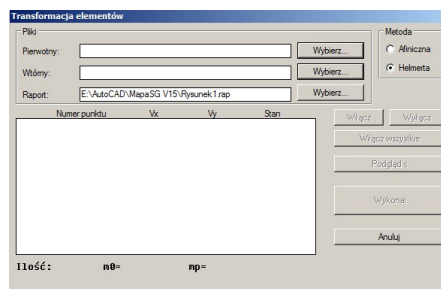 Transformacja elementów
Pliki
Pierwotny:
Wybierz...
Wtórny:
Wybierz...
Raport:
E:\AutoCAD\MapaSG V15\Rysunek1.rap
Wybierz...
Metoda
Afiniczna
Helmerta
Numer punktu Vx Vy Stan
Włącz
Wyłącz
Włącz wszystkie
Podgląd <
Wykonaj
Anuluj
Ilość: m0= mp=